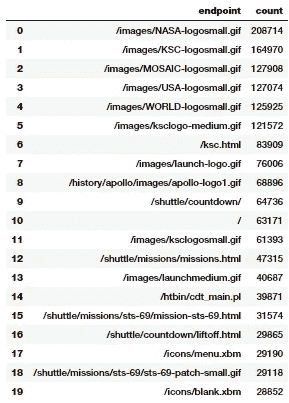 endpoint count
0 /images/NASA-logosmall.gif 208714
1 /images/KSC-logosmall.gif 164970
2 /images/MOSAIC-logosmall.gif 127908
3 /images/USA-logosmall.gif 127074
4 /images/WORLD-logosmall.gif 125925
5 /images/ksclogo-medium.gif 121572
6 /ksc.html 83909
7 /images/launch-logo.gif 76006
8 /history/apollo/images/apollo-logo1.gif 68896
9 /shuttle/countdown/ 64736
10 / 63171
11 /images/ksclogosmall.gif 61393
12 /shuttle/missions/missions.html 47315
13 /images/launchmedium.gif 40687
14 /htbin/cdt_main.pl 39871
15 /shuttle/missions/sts-69/mission-sts-69.html 31574
16 /shuttle/countdown/liftoff.html 29865
17 /icons/menu.xbm 29190
18 /shuttle/missions/sts-69/sts-69-patch-small.gif 29118
19 /icons/blank.xbm 28852